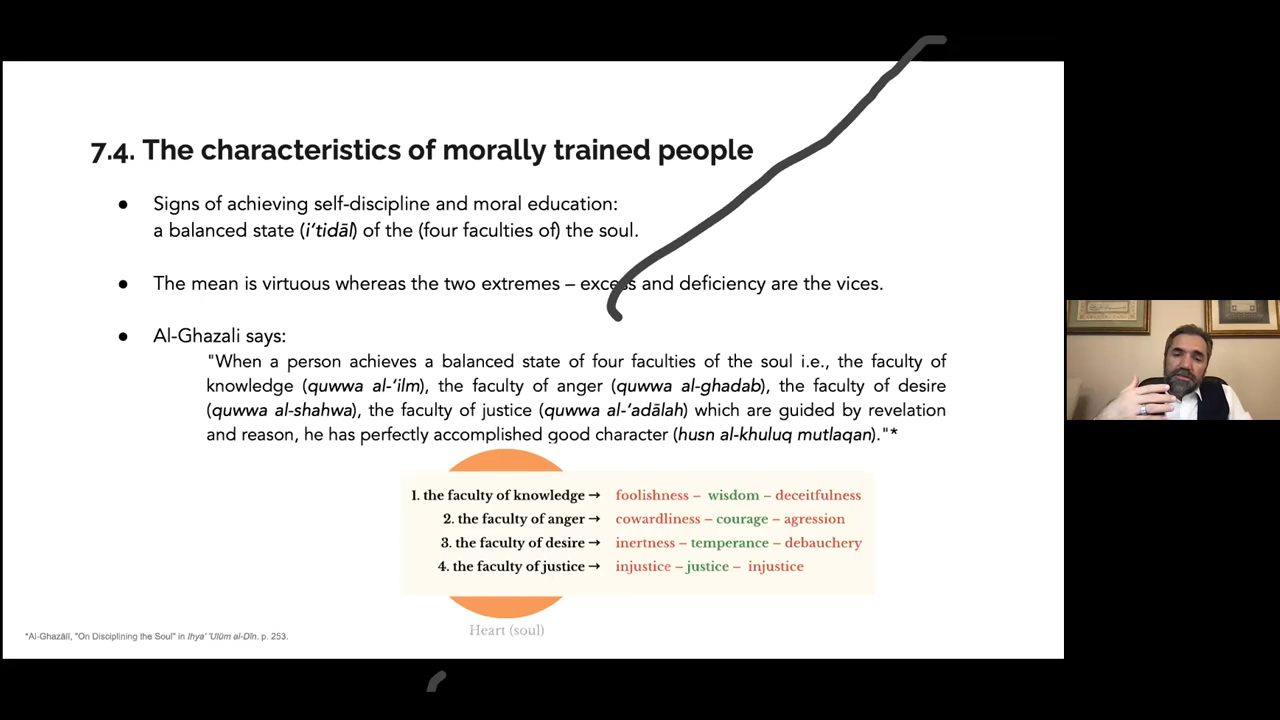 7.4. The characteristics of morally trained people
● Signs of achieving self-discipline and moral education:
a balanced state (i‘tidāl) of the (four faculties of) the soul.
● The mean is virtuous whereas the two extremes – excess and deficiency are the vices.
● Al-Ghazali says:
"When a person achieves a balanced state of four faculties of the soul i.e., the faculty of
knowledge (quwwa al-‘ilm), the faculty of anger (quwwa al-ghadab), the faculty of desire
(quwwa al-shahwa), the faculty of justice (quwwa al-‘adālah) which are guided by revelation
and reason, he has perfectly accomplished good character (husn al-khuluq mutlaqan)."*
1. the faculty of knowledge → foolishness – wisdom – deceitfulness
2. the faculty of anger → cowardliness – courage – agression
3. the faculty of desire → inertness – temperance – debauchery
4. the faculty of justice → injustice – justice – injustice
Heart (soul)
*Al-Ghazālī, "On Disciplining the Soul" in Ihya' 'Ulūm al-Dīn. p. 253.